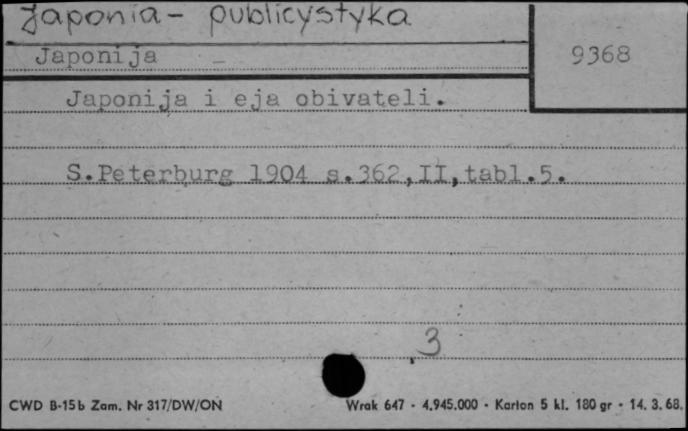 Japonia - publicystyka
Japonija
9368
Japonija i eja obivateli.
S.Peterburg 1904 s.362,II,tabl.5.
3
CWD B-15b Zam. Nr 317/DW/ON
Wrak 647 - 4.945.000 - Karton 5 kl. 180 gr - 14. 3. 68.